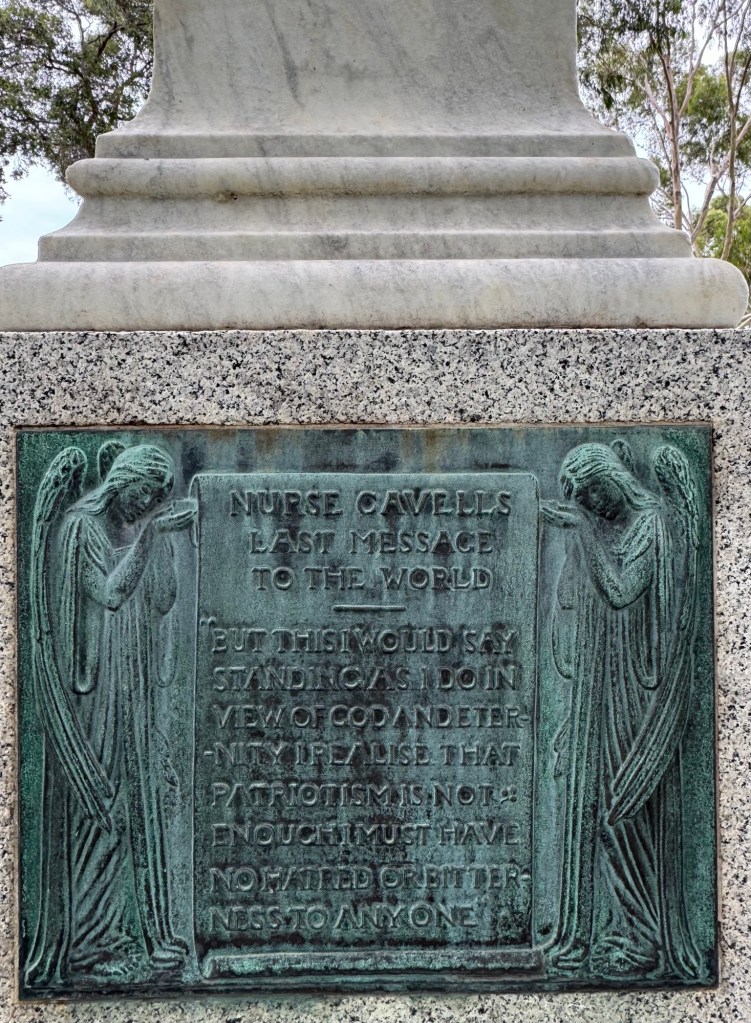 NURSE CAVELLS
LAST MESSAGE
TO THE WORLD
"BUT THIS I WOULD SAY
STANDING AS I DO IN
VIEW OF GOD AND ETER-
-NITY I REALISE THAT
PATRIOTISM IS NOT
ENOUGH I MUST HAVE
NO HATRED OR BITTER-
NESS TO ANYONE"